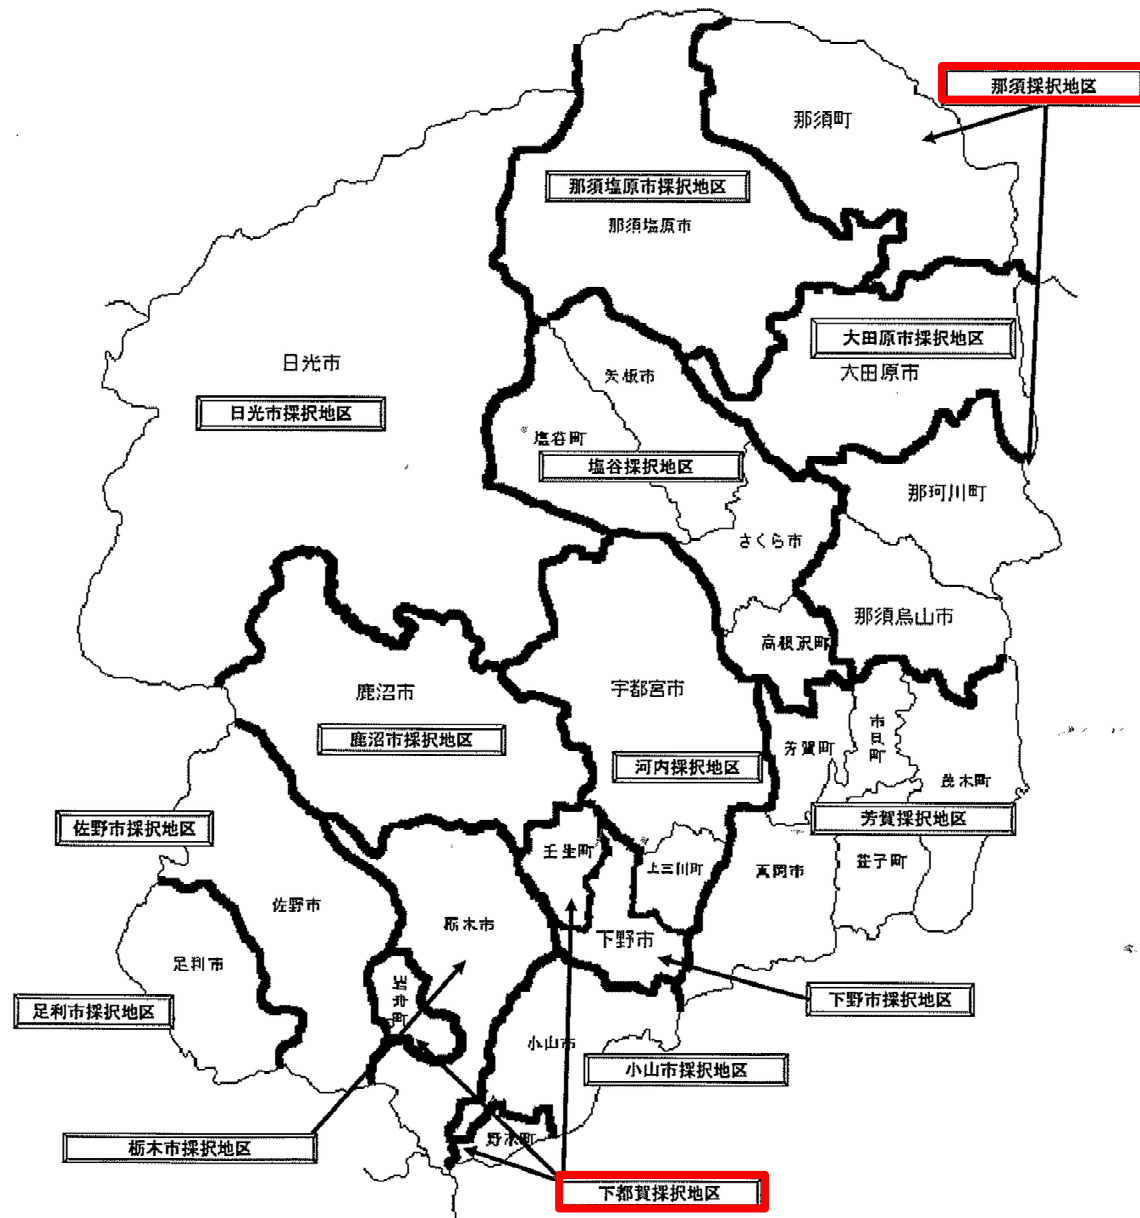 那須採択地区
那須町
那須塩原市採択地区
那須塩原市
大田原市採択地区
大田原市
日光市
日光市採択地区
矢板市
塩谷町
塩谷採択地区
那珂川町
さくら市
那須烏山市
高根沢町
鹿沼市
鹿沼市採択地区
宇都宮市
河内採択地区
芳賀町
市貝町
茂木町
芳賀採択地区
佐野市採択地区
壬生町
上三川町
真岡市
益子町
佐野市
栃木市
下野市
足利市
岩舟町
下野市採択地区
足利市採択地区
小山市
小山市採択地区
栃木市採択地区
野木町
下都賀採択地区